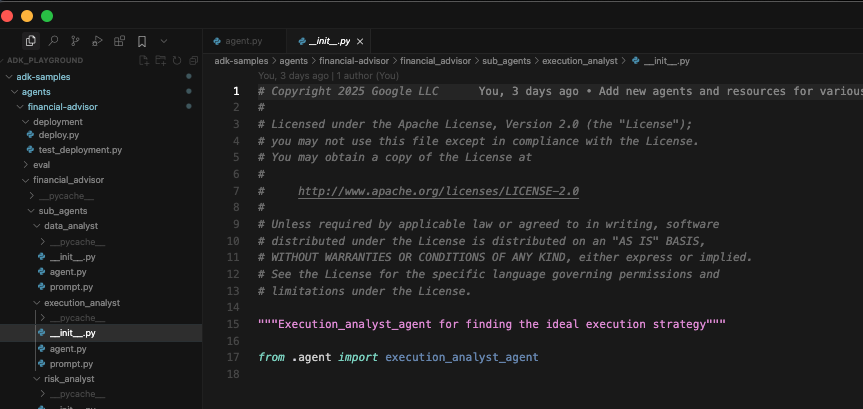 agent.py
__init__.py
ADK_PLAYGROUND
adk-samples
agents
financial-advisor
deployment
deploy.py
test_deployment.py
eval
financial_advisor
__pycache__
sub_agents
data_analyst
__pycache__
__init__.py
agent.py
prompt.py
execution_analyst
__pycache__
__init__.py
agent.py
prompt.py
risk_analyst
__pycache__
__init__.py
adk-samples > agents > financial-advisor > financial_advisor > sub_agents > execution_analyst > __init__.py
You, 3 days ago | 1 author (You)
1 # Copyright 2025 Google LLC You, 3 days ago • Add new agents and resources for various
2 #
3 # Licensed under the Apache License, Version 2.0 (the "License");
4 # you may not use this file except in compliance with the License.
5 # You may obtain a copy of the License at
6 #
7 # http://www.apache.org/licenses/LICENSE-2.0
8 #
9 # Unless required by applicable law or agreed to in writing, software
10 # distributed under the License is distributed on an "AS IS" BASIS,
11 # WITHOUT WARRANTIES OR CONDITIONS OF ANY KIND, either express or implied.
12 # See the License for the specific language governing permissions and
13 # limitations under the License.
14
15 """Execution_analyst_agent for finding the ideal execution strategy"""
16
17 from .agent import execution_analyst_agent
18